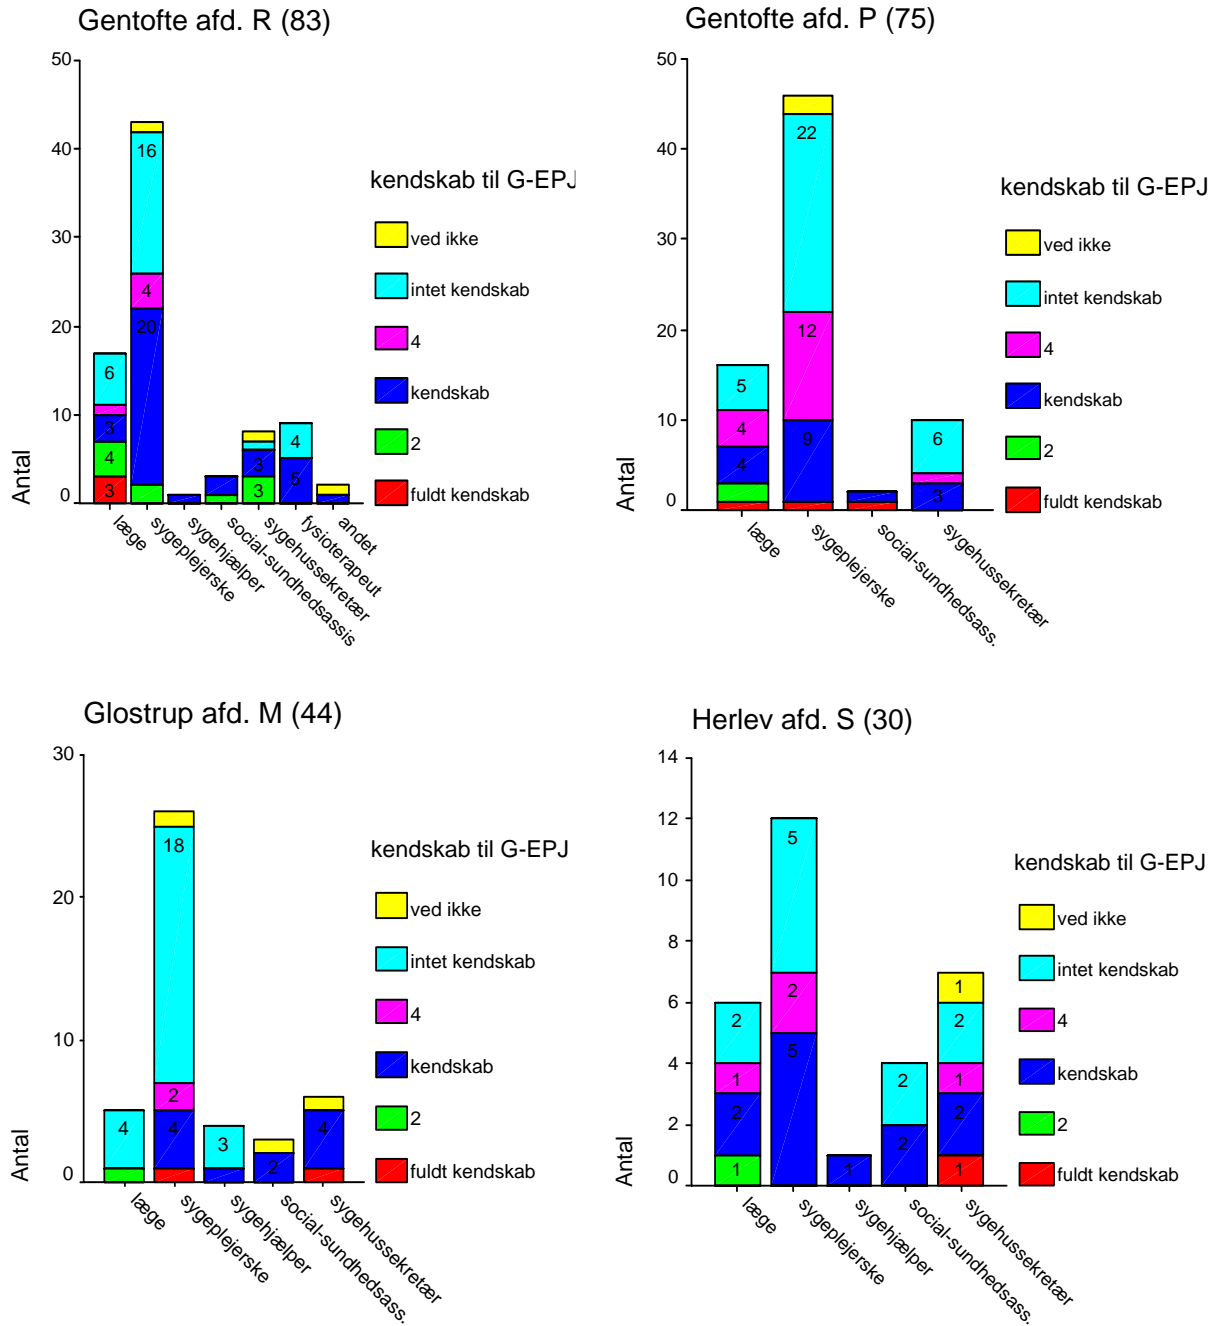 Gentofte afd. R (83)
50
40
30
20
10
0
Antal
16
4
20
6
3
4
3
3
3
4
5
læge
sygeplejerske
sygehjælper
social-sundhedsassis
sygehussekretær
fysioterapeut
andet
kendskab til G-EPJ
ved ikke
intet kendskab
4
kendskab
2
fuldt kendskab
Gentofte afd. P (75)
50
40
30
20
10
0
Antal
22
12
9
5
4
4
6
3
læge
sygeplejerske
social-sundhedsass.
sygehussekretær
kendskab til G-EPJ
ved ikke
intet kendskab
4
kendskab
2
fuldt kendskab
Glostrup afd. M (44)
30
20
10
0
Antal
18
2
4
4
3
2
4
læge
sygeplejerske
sygehjælper
social-sundhedsass.
sygehussekretær
kendskab til G-EPJ
ved ikke
intet kendskab
4
kendskab
2
fuldt kendskab
Herlev afd. S (30)
14
12
10
8
6
4
2
0
Antal
2
1
2
1
5
2
5
1
2
2
1
2
1
2
1
læge
sygeplejerske
sygehjælper
social-sundhedsass.
sygehussekretær
kendskab til G-EPJ
ved ikke
intet kendskab
4
kendskab
2
fuldt kendskab